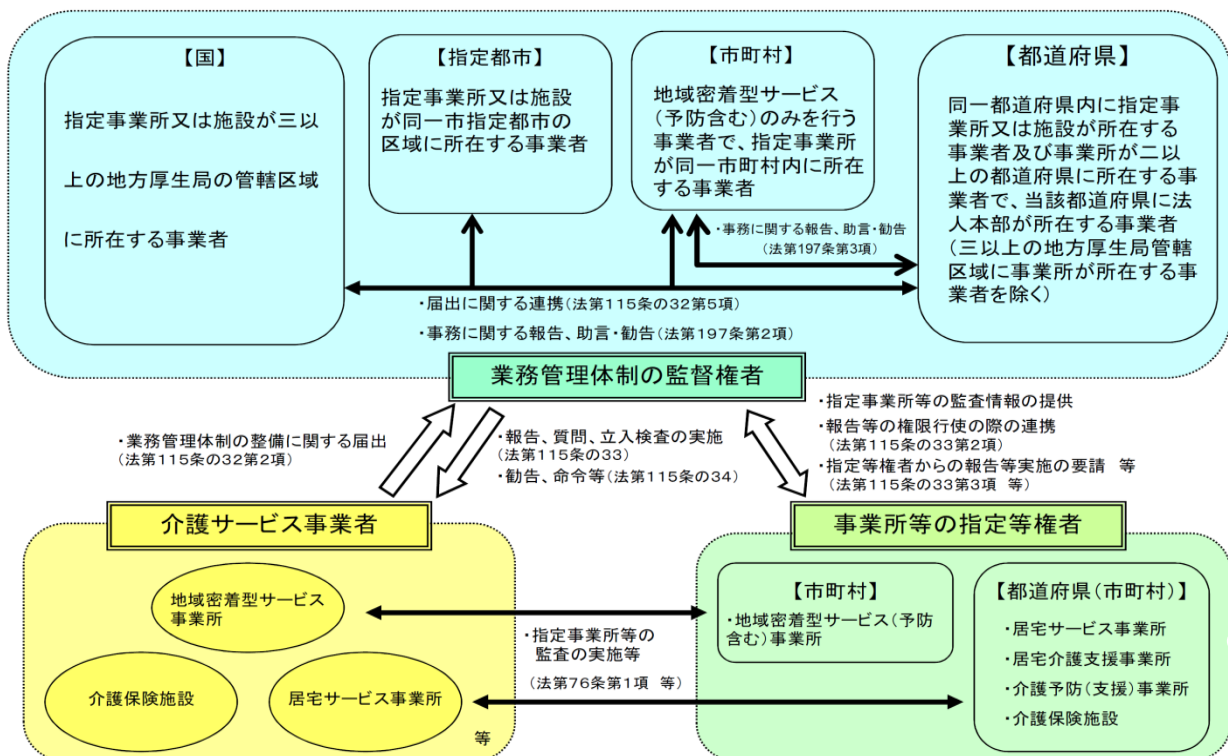 【国】
指定事業所又は施設が三以
上の地方厚生局の管轄区域
に所在する事業者
【指定都市】
指定事業所又は施設
が同一市指定都市の
区域に所在する事業者
【市町村】
地域密着型サービス
(予防含む)のみを行う
事業者で、指定事業所
が同一市町村内に所在
する事業者
【都道府県】
同一都道府県内に指定事
業所又は施設が所在する
事業者及び事業所が二以
上の都道府県に所在する事
業者で、当該都道府県に法
人本部が所在する事業者
(三以上の地方厚生局管轄
区域に事業所が所在する事
業者を除く)
・事務に関する報告、助言・勧告
(法第197条第3項)
・届出に関する連携(法第115条の32第5項)
・事務に関する報告、助言・勧告(法第197条第2項)
業務管理体制の監督権者
・業務管理体制の整備に関する届出
(法第115条の32第2項)
・報告、質問、立入検査の実施
(法第115条の33)
・勧告、命令等(法第115条の34)
・指定事業所等の監査情報の提供
・報告等の権限行使の際の連携
(法第115条の33第2項)
・指定等権者からの報告等実施の要請 等
(法第115条の33第3項 等)
介護サービス事業者
地域密着型サービス
事業所
介護保険施設
居宅サービス事業所
等
・指定事業所等の
監査の実施等
(法第76条第1項 等)
事業所等の指定等権者
【市町村】
・地域密着型サービス(予防
含む)事業所
【都道府県(市町村)】
・居宅サービス事業所
・居宅介護支援事業所
・介護予防(支援)事業所
・介護保険施設